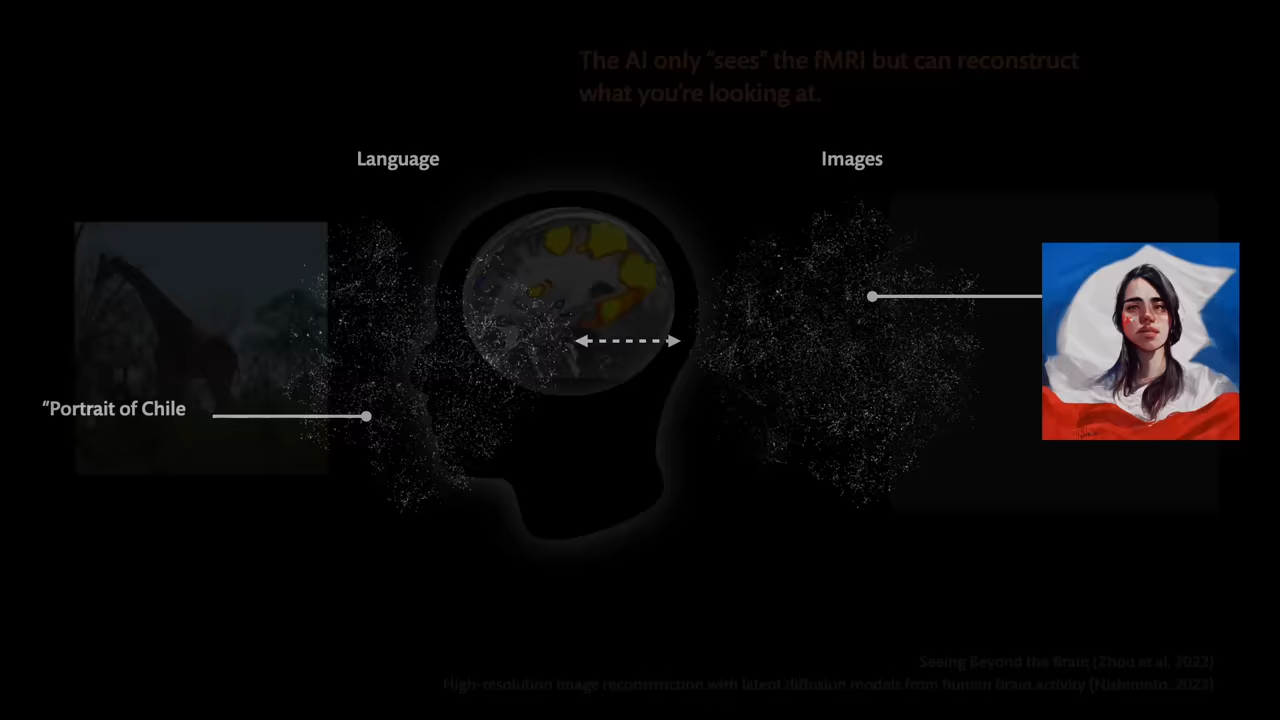 The AI only “sees” the fMRI but can reconstruct
what you're looking at.
Language
Images
“Portrait of Chile
Seeing Beyond the Brain (Zhou et al, 2022)
High-resolution image reconstruction with latent diffusion models from human brain activity (Nishimoto, 2023)